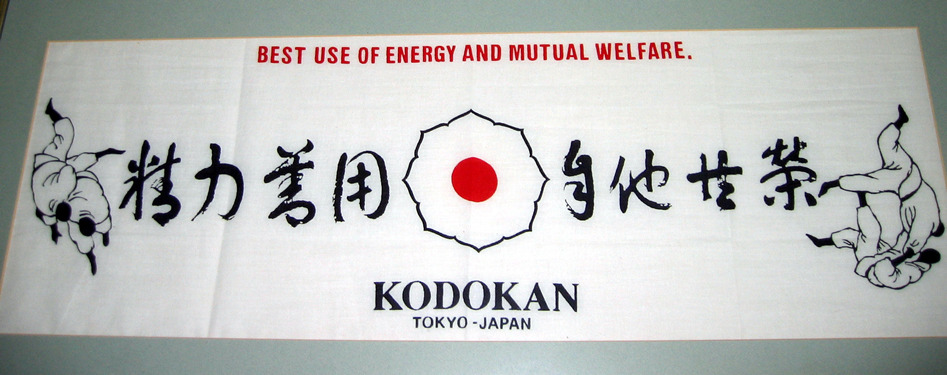 BEST USE OF ENERGY AND MUTUAL WELFARE.
精力善用 自他共栄
KODOKAN
TOKYO-JAPAN